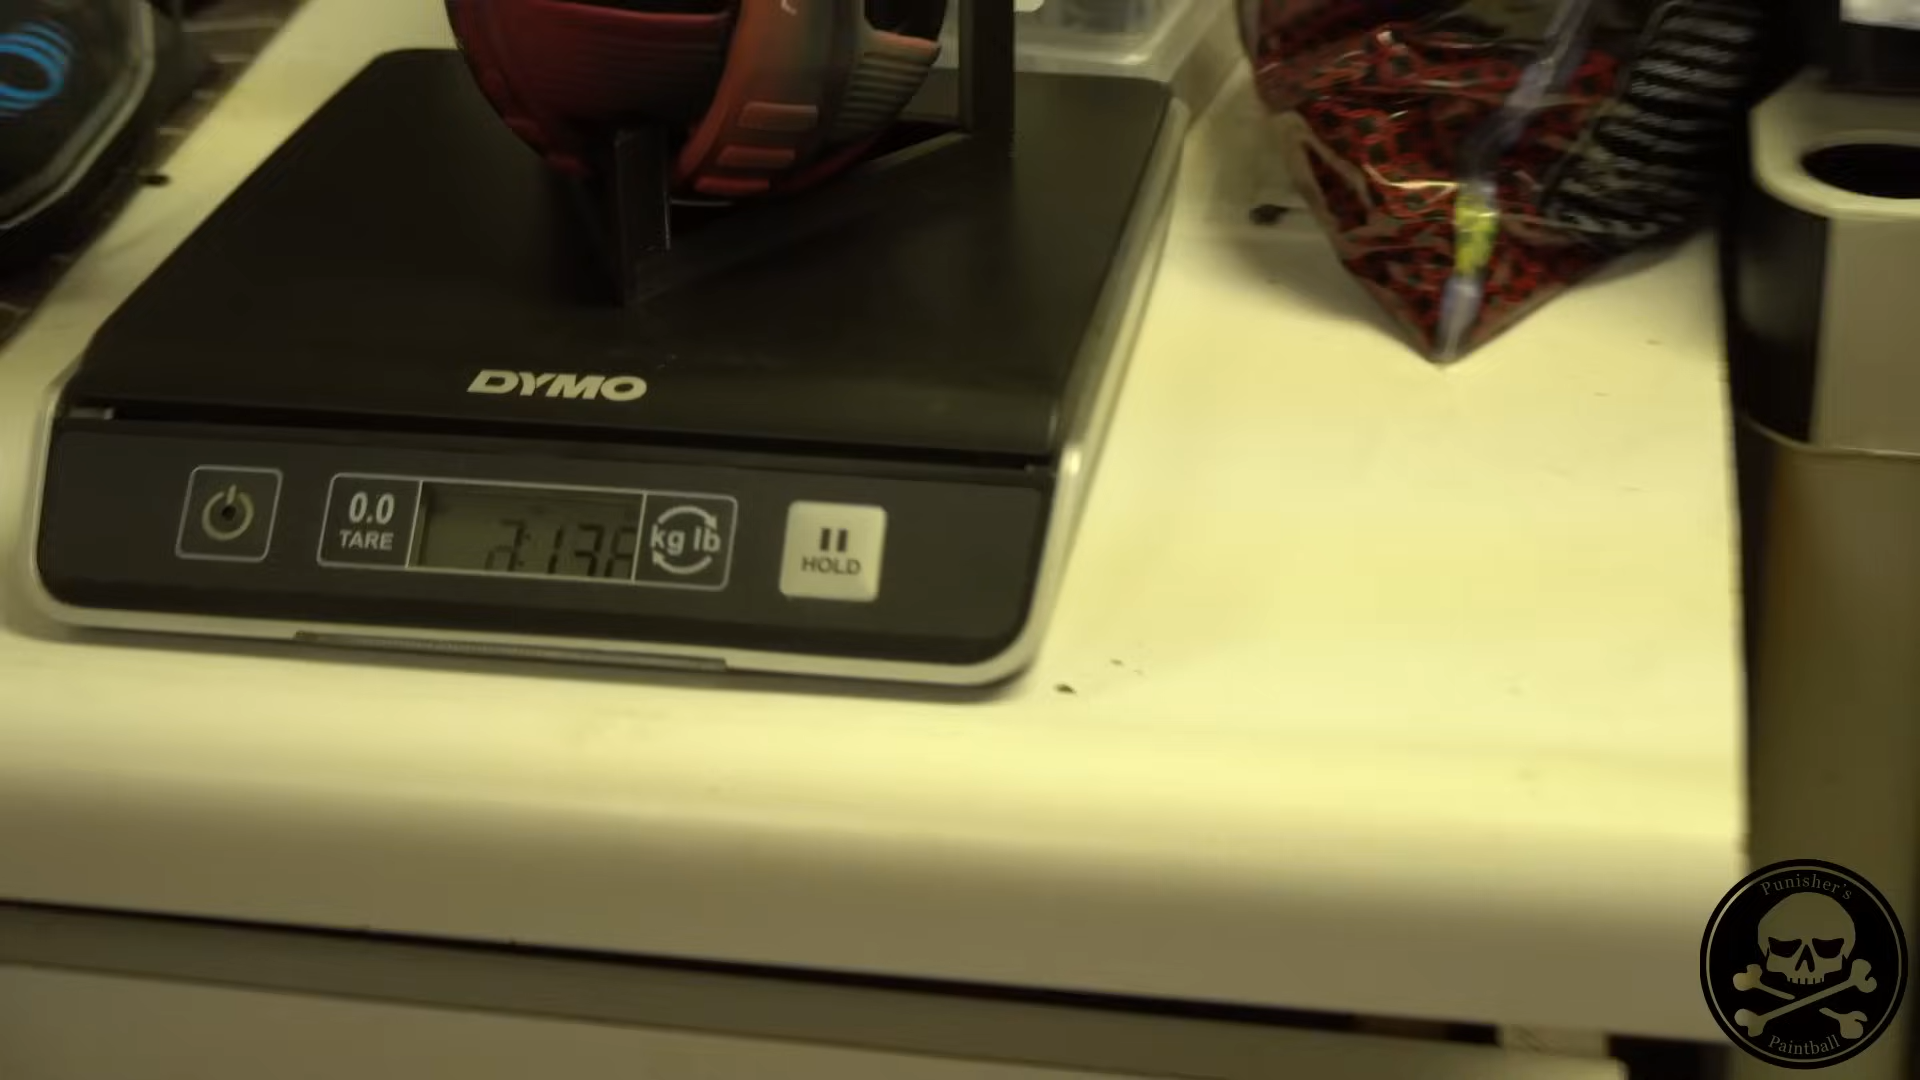 DYMO
0.0
TARE
kg lb
HOLD
Punisher's
Paintball